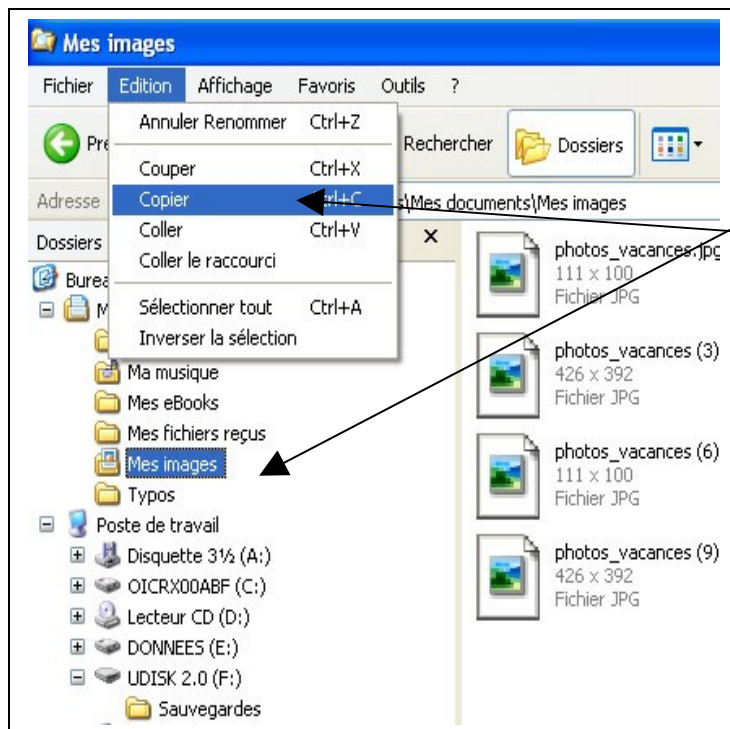 Mes images
Fichier Edition Affichage Favoris Outils ?
Annuler Renommer Ctrl+Z
Couper Ctrl+X
Copier Ctrl+C
Coller Ctrl+V
Coller le raccourci
Sélectionner tout Ctrl+A
Inverser la sélection
Rechercher Dossiers
Adresse
\Mes documents\Mes images
Dossiers
Ma musique
Mes eBooks
Mes fichiers reçus
Mes images
Typos
Poste de travail
Disquette 3½ (A:)
OICRX00ABF (C:)
Lecteur CD (D:)
DONNEES (E:)
UDISK 2.0 (F:)
Sauvegardes
photos_vacances.jpg
111 x 100
Fichier JPG
photos_vacances (3)
426 x 392
Fichier JPG
photos_vacances (6)
111 x 100
Fichier JPG
photos_vacances (9)
426 x 392
Fichier JPG